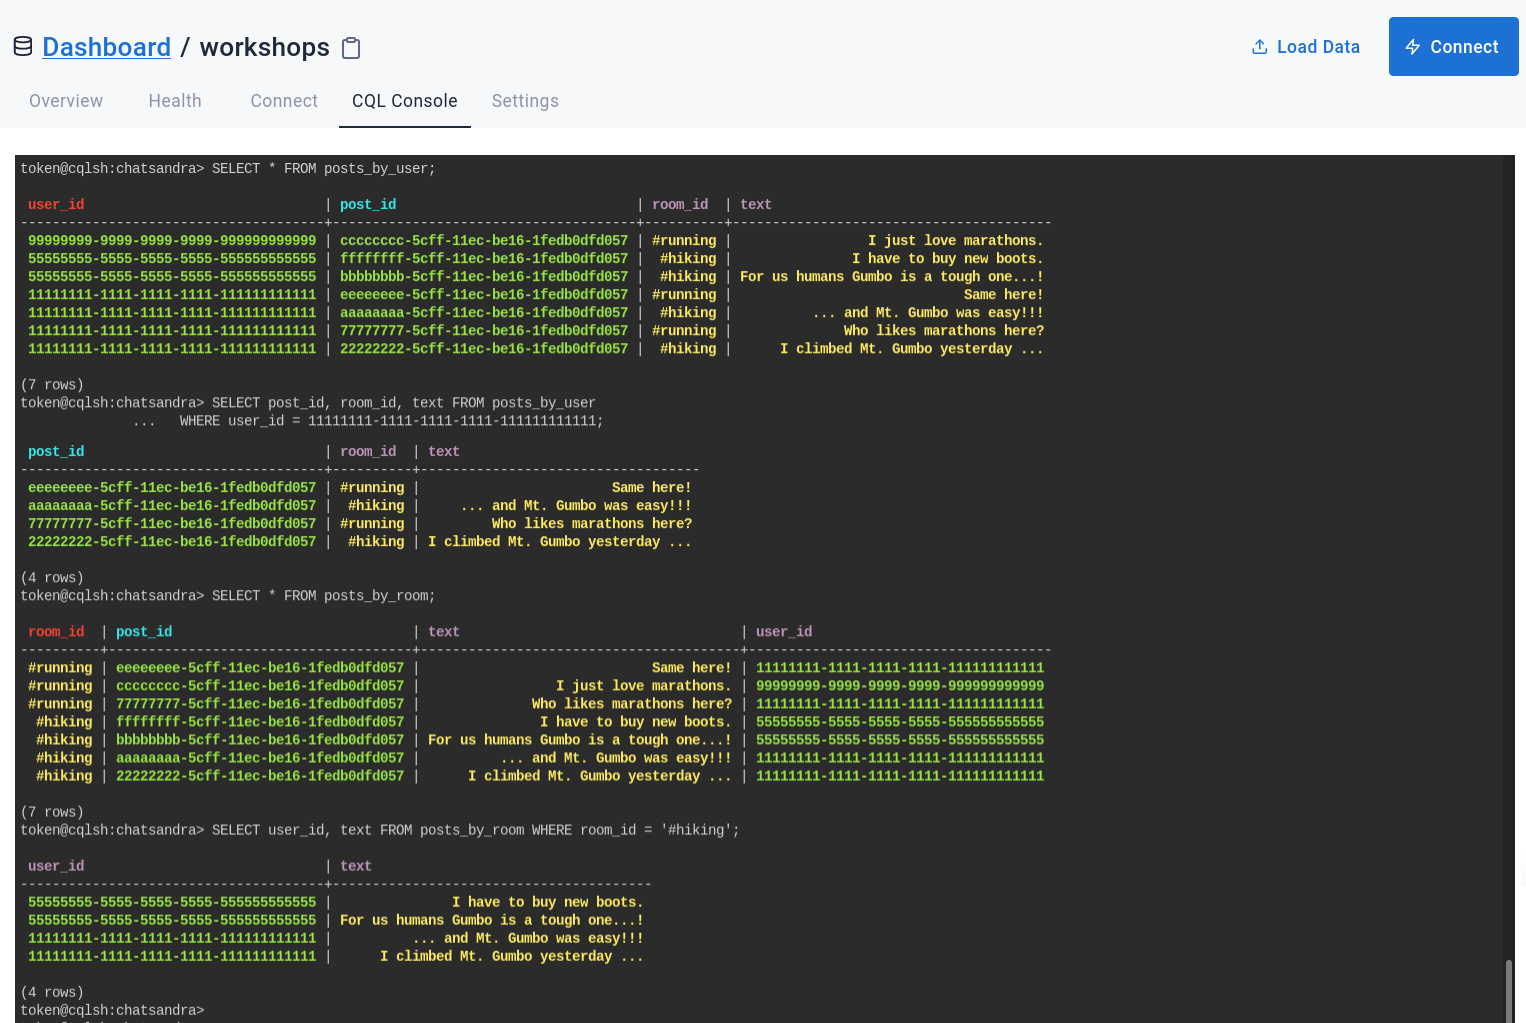 Dashboard / workshops
Load Data
Connect
Overview Health Connect CQL Console Settings
token@cqlsh:chatsandra> SELECT * FROM posts_by_user;
 user_id                              | post_id                              | room_id  | text
--------------------------------------+--------------------------------------+----------+----------------------------------------
 99999999-9999-9999-9999-999999999999 | cccccccc-5cff-11ec-be16-1fedb0dfd057 | #running |                 I just love marathons.
 55555555-5555-5555-5555-555555555555 | ffffffff-5cff-11ec-be16-1fedb0dfd057 |  #hiking |               I have to buy new boots.
 55555555-5555-5555-5555-555555555555 | bbbbbbbb-5cff-11ec-be16-1fedb0dfd057 |  #hiking | For us humans Gumbo is a tough one...!
 11111111-1111-1111-1111-111111111111 | eeeeeeee-5cff-11ec-be16-1fedb0dfd057 | #running |                             Same here!
 11111111-1111-1111-1111-111111111111 | aaaaaaaa-5cff-11ec-be16-1fedb0dfd057 |  #hiking |          ... and Mt. Gumbo was easy!!!
 11111111-1111-1111-1111-111111111111 | 77777777-5cff-11ec-be16-1fedb0dfd057 | #running |              Who likes marathons here?
 11111111-1111-1111-1111-111111111111 | 22222222-5cff-11ec-be16-1fedb0dfd057 |  #hiking |      I climbed Mt. Gumbo yesterday ...
(7 rows)
token@cqlsh:chatsandra> SELECT post_id, room_id, text FROM posts_by_user
              ...   WHERE user_id = 11111111-1111-1111-1111-111111111111;
 post_id                              | room_id  | text
--------------------------------------+----------+-----------------------------------
 eeeeeeee-5cff-11ec-be16-1fedb0dfd057 | #running |                        Same here!
 aaaaaaaa-5cff-11ec-be16-1fedb0dfd057 |  #hiking |     ... and Mt. Gumbo was easy!!!
 77777777-5cff-11ec-be16-1fedb0dfd057 | #running |         Who likes marathons here?
 22222222-5cff-11ec-be16-1fedb0dfd057 |  #hiking | I climbed Mt. Gumbo yesterday ...
(4 rows)
token@cqlsh:chatsandra> SELECT * FROM posts_by_room;
 room_id  | post_id                              | text                                   | user_id
----------+--------------------------------------+----------------------------------------+--------------------------------------
 #running | eeeeeeee-5cff-11ec-be16-1fedb0dfd057 |                             Same here! | 11111111-1111-1111-1111-111111111111
 #running | cccccccc-5cff-11ec-be16-1fedb0dfd057 |                 I just love marathons. | 99999999-9999-9999-9999-999999999999
 #running | 77777777-5cff-11ec-be16-1fedb0dfd057 |              Who likes marathons here? | 11111111-1111-1111-1111-111111111111
  #hiking | ffffffff-5cff-11ec-be16-1fedb0dfd057 |               I have to buy new boots. | 55555555-5555-5555-5555-555555555555
  #hiking | bbbbbbbb-5cff-11ec-be16-1fedb0dfd057 | For us humans Gumbo is a tough one...! | 55555555-5555-5555-5555-555555555555
  #hiking | aaaaaaaa-5cff-11ec-be16-1fedb0dfd057 |          ... and Mt. Gumbo was easy!!! | 11111111-1111-1111-1111-111111111111
  #hiking | 22222222-5cff-11ec-be16-1fedb0dfd057 |      I climbed Mt. Gumbo yesterday ... | 11111111-1111-1111-1111-111111111111
(7 rows)
token@cqlsh:chatsandra> SELECT user_id, text FROM posts_by_room WHERE room_id = '#hiking';
 user_id                              | text
--------------------------------------+----------------------------------------
 55555555-5555-5555-5555-555555555555 |               I have to buy new boots.
 55555555-5555-5555-5555-555555555555 | For us humans Gumbo is a tough one...!
 11111111-1111-1111-1111-111111111111 |          ... and Mt. Gumbo was easy!!!
 11111111-1111-1111-1111-111111111111 |      I climbed Mt. Gumbo yesterday ...
(4 rows)
token@cqlsh:chatsandra>